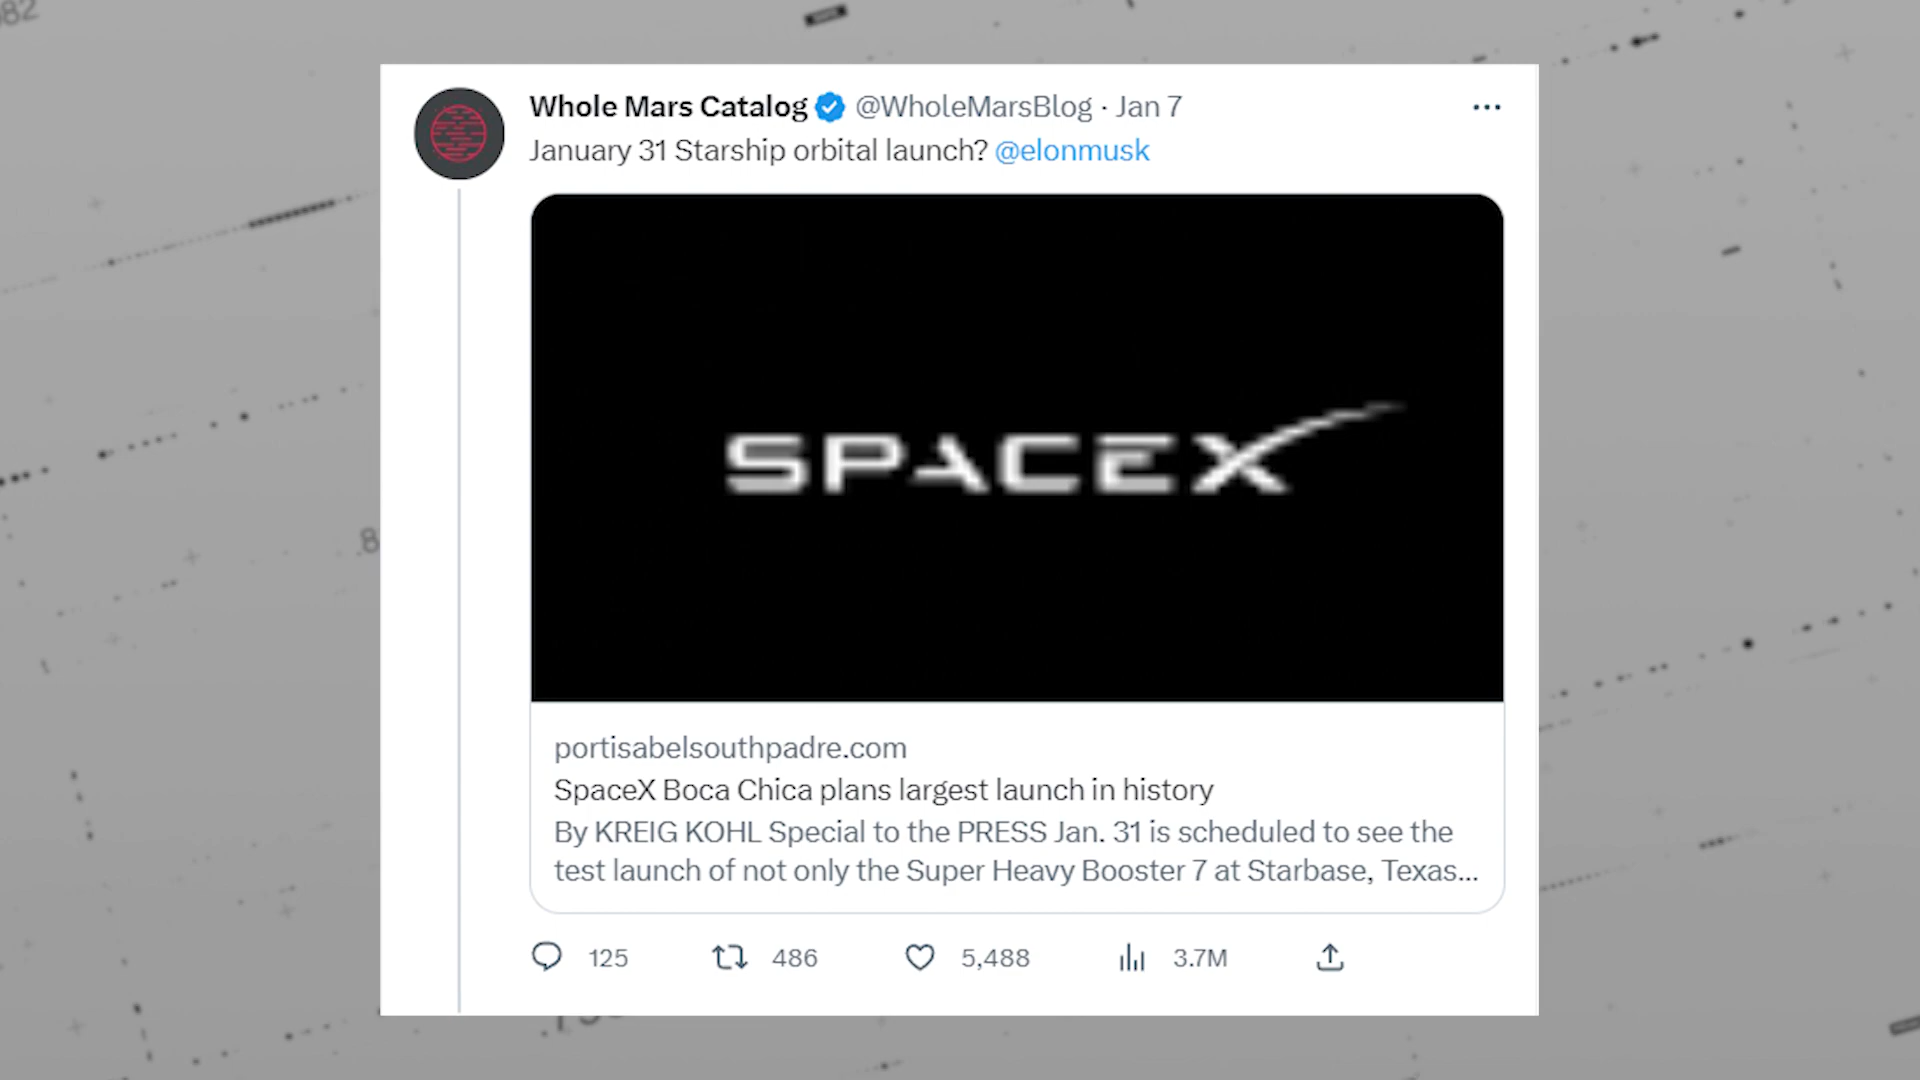 Whole Mars Catalog @WholeMarsBlog · Jan 7
January 31 Starship orbital launch? @elonmusk
SPACEX
portisabelsouthpadre.com
SpaceX Boca Chica plans largest launch in history
By KREIG KOHL Special to the PRESS Jan. 31 is scheduled to see the
test launch of not only the Super Heavy Booster 7 at Starbase, Texas...
125 486 5,488 3.7M